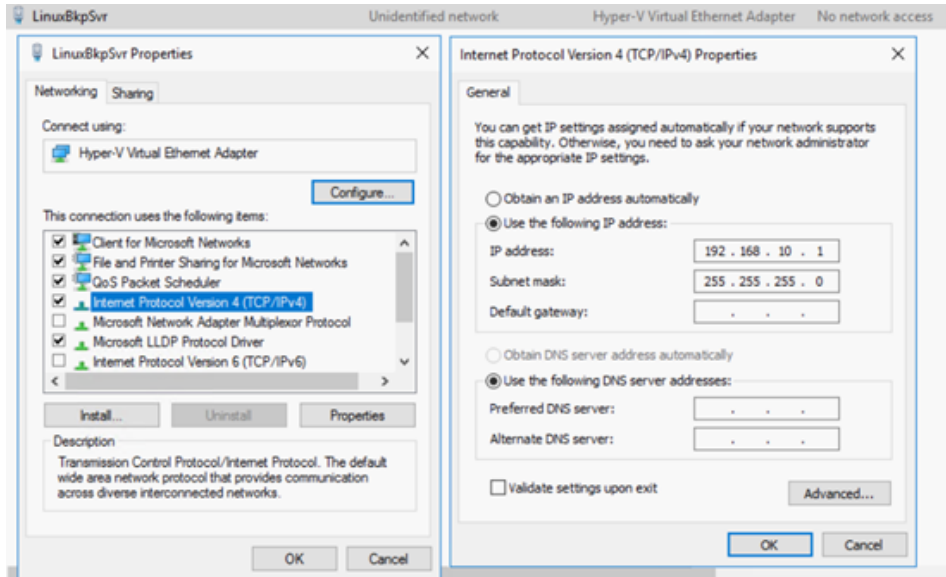 LinuxBkpSvr Unidentified network Hyper-V Virtual Ethernet Adapter No network access
LinuxBkpSvr Properties
Networking Sharing
Connect using:
Hyper-V Virtual Ethernet Adapter
Configure...
This connection uses the following items:
Client for Microsoft Networks
File and Printer Sharing for Microsoft Networks
QoS Packet Scheduler
Internet Protocol Version 4 (TCP/IPv4)
Microsoft Network Adapter Multiplexor Protocol
Microsoft LLDP Protocol Driver
Internet Protocol Version 6 (TCP/IPv6)
Install... Uninstall Properties
Description
Transmission Control Protocol/Internet Protocol. The default
wide area network protocol that provides communication
across diverse interconnected networks.
OK Cancel
Internet Protocol Version 4 (TCP/IPv4) Properties
General
You can get IP settings assigned automatically if your network supports
this capability. Otherwise, you need to ask your network administrator
for the appropriate IP settings.
Obtain an IP address automatically
Use the following IP address:
IP address: 192 . 168 . 10 . 1
Subnet mask: 255 . 255 . 255 . 0
Default gateway: . . .
Obtain DNS server address automatically
Use the following DNS server addresses:
Preferred DNS server: . . .
Alternate DNS server: . . .
Validate settings upon exit
Advanced...
OK Cancel